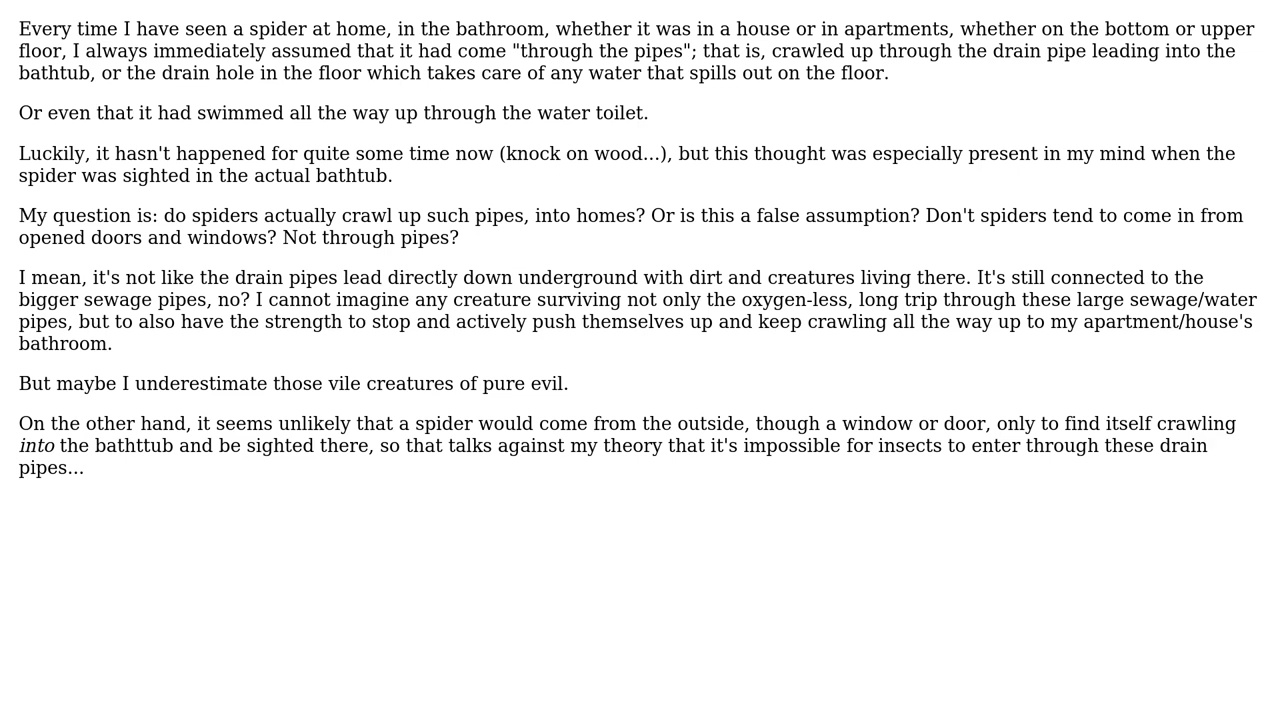 Every time I have seen a spider at home, in the bathroom, whether it was in a house or in apartments, whether on the bottom or upper
floor, I always immediately assumed that it had come "through the pipes"; that is, crawled up through the drain pipe leading into the
bathtub, or the drain hole in the floor which takes care of any water that spills out on the floor.
Or even that it had swimmed all the way up through the water toilet.
Luckily, it hasn't happened for quite some time now (knock on wood...), but this thought was especially present in my mind when the
spider was sighted in the actual bathtub.
My question is: do spiders actually crawl up such pipes, into homes? Or is this a false assumption? Don't spiders tend to come in from
opened doors and windows? Not through pipes?
I mean, it's not like the drain pipes lead directly down underground with dirt and creatures living there. It's still connected to the
bigger sewage pipes, no? I cannot imagine any creature surviving not only the oxygen-less, long trip through these large sewage/water
pipes, but to also have the strength to stop and actively push themselves up and keep crawling all the way up to my apartment/house's
bathroom.
But maybe I underestimate those vile creatures of pure evil.
On the other hand, it seems unlikely that a spider would come from the outside, though a window or door, only to find itself crawling
into the bathttub and be sighted there, so that talks against my theory that it's impossible for insects to enter through these drain
pipes...